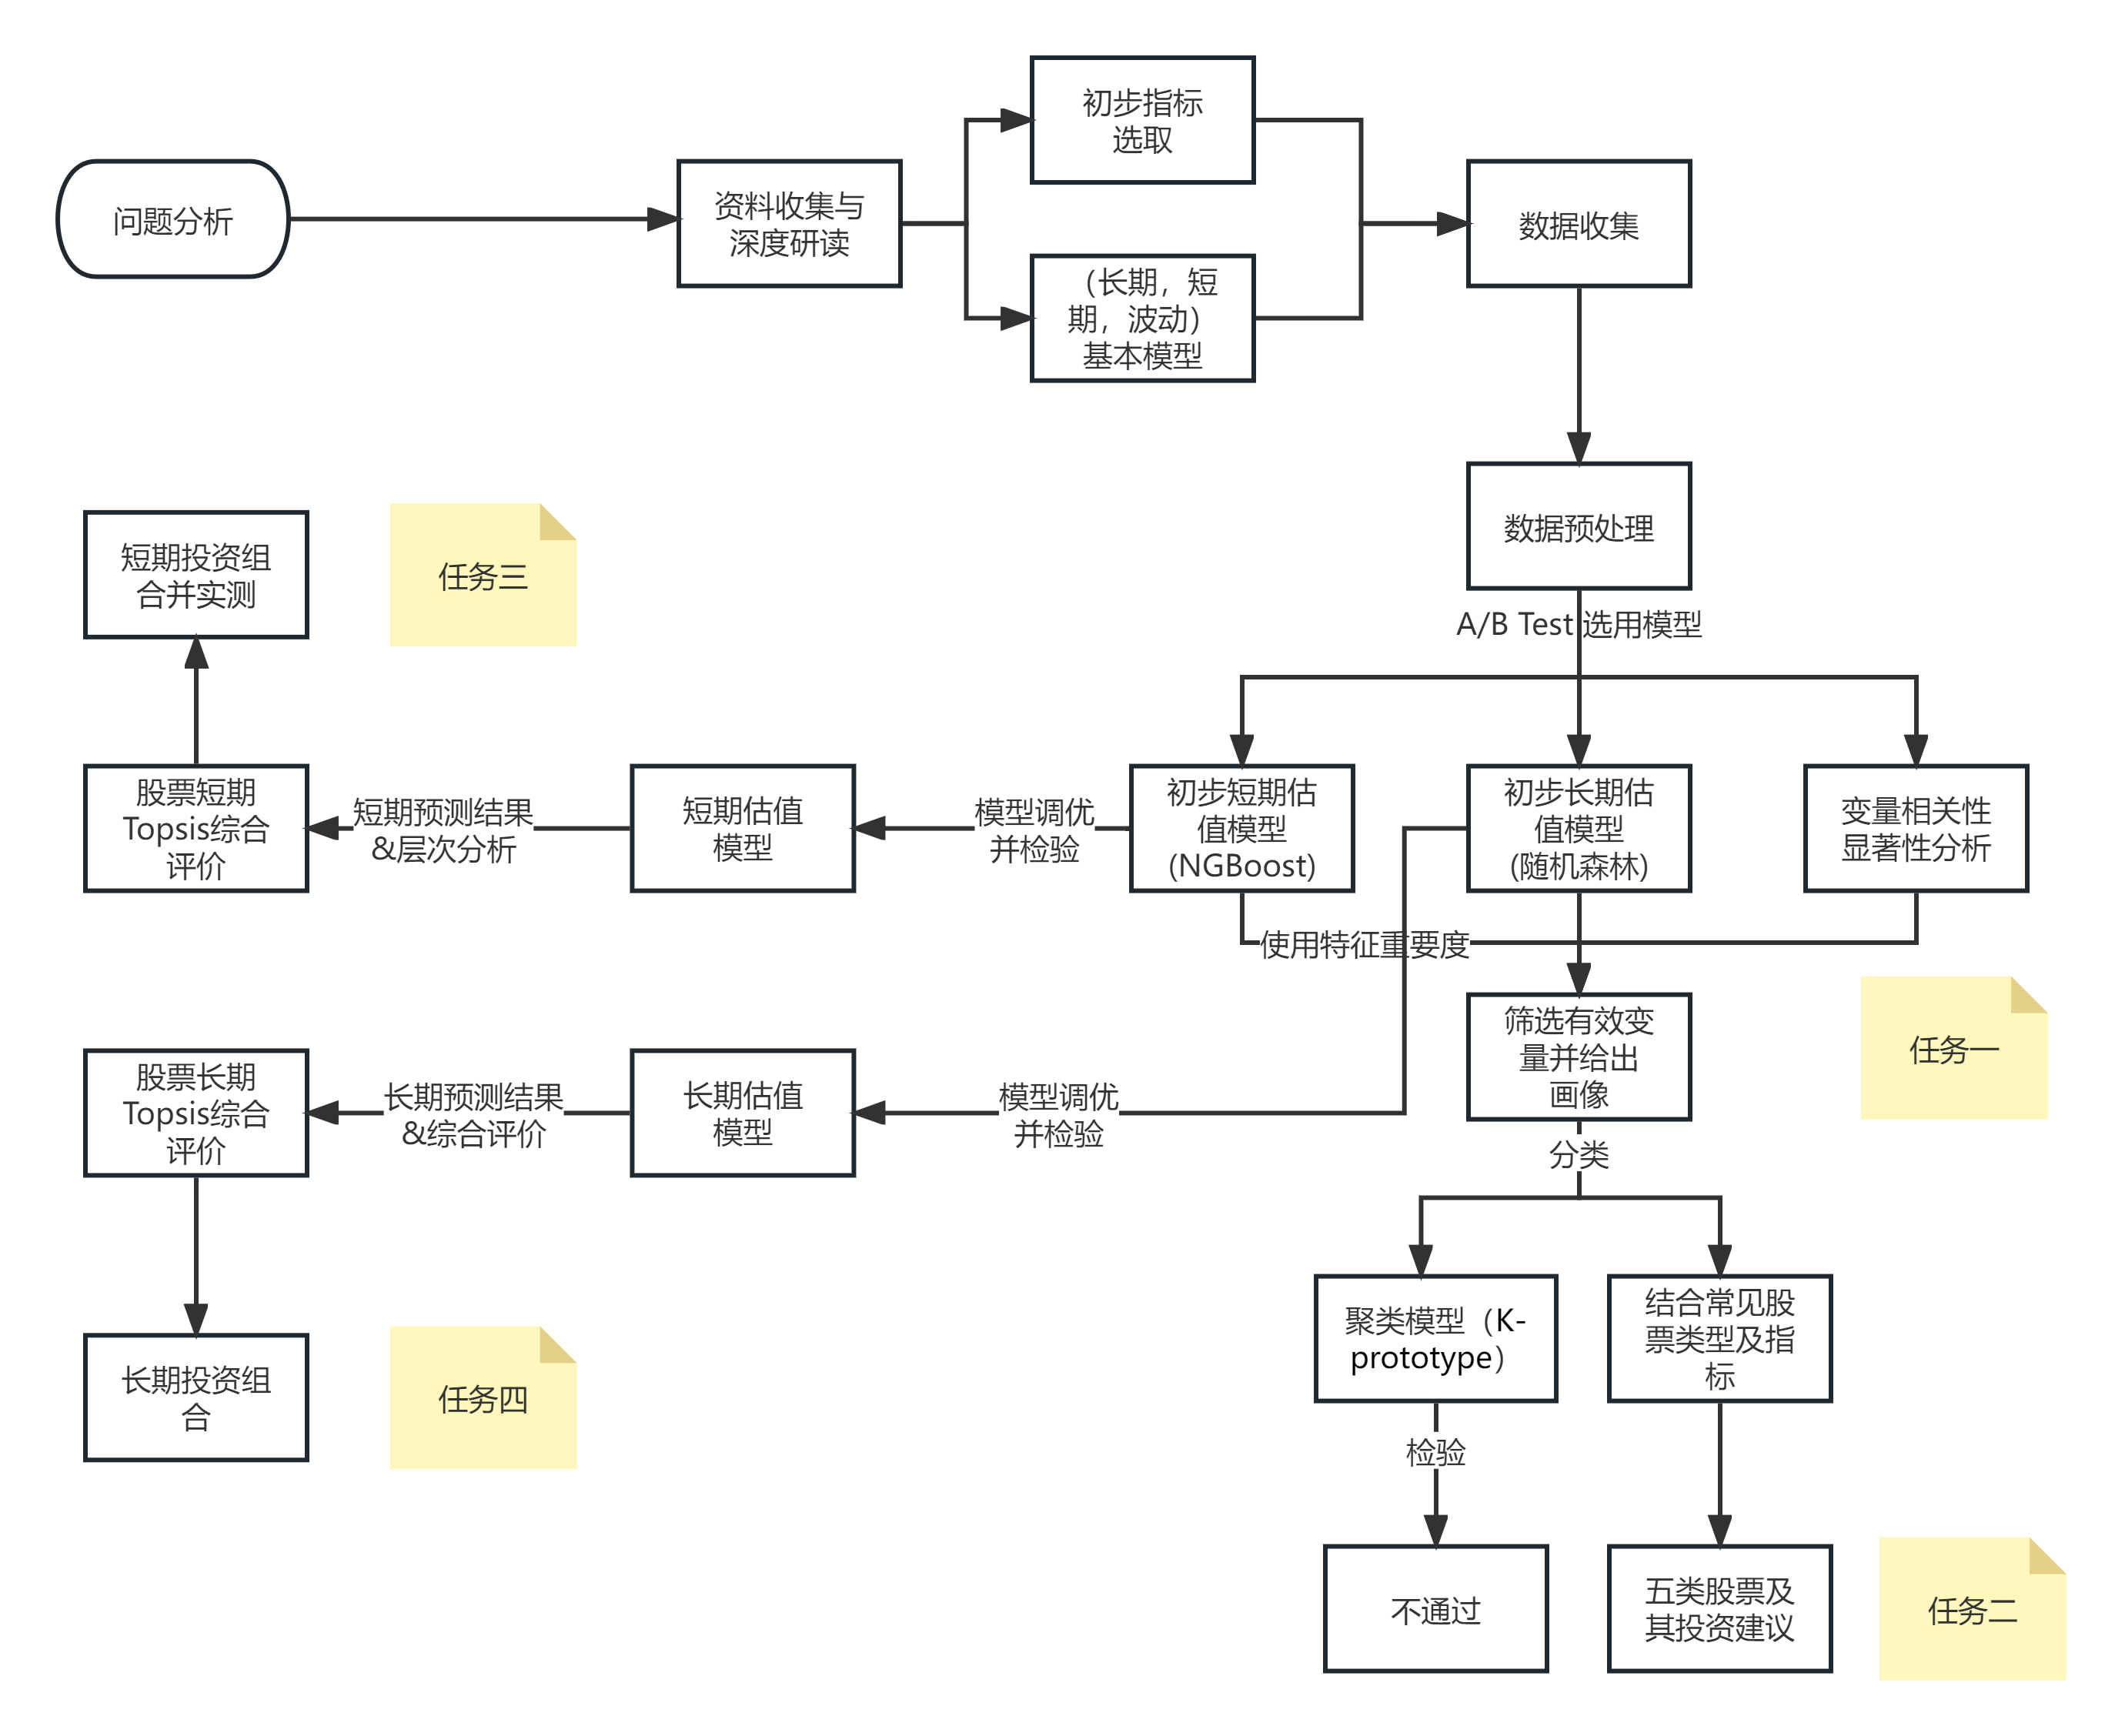 初步指标
选取
问题分析
资料收集与
深度研读
数据收集
（长期，短
期，波动）
基本模型
数据预处理
短期投资组
合并实测
任务三
A/B Test 选用模型
股票短期
Topsis综合
评价
短期预测结果
&层次分析
短期估值
模型
模型调优
并检验
初步短期估
值模型
(NGBoost)
初步长期估
值模型
(随机森林)
变量相关性
显著性分析
使用特征重要度
筛选有效变
量并给出
画像
任务一
股票长期
Topsis综合
评价
长期预测结果
&综合评价
长期估值
模型
模型调优
并检验
分类
聚类模型（K-
prototype）
结合常见股
票类型及指
标
长期投资组
合
任务四
检验
不通过
五类股票及
其投资建议
任务二